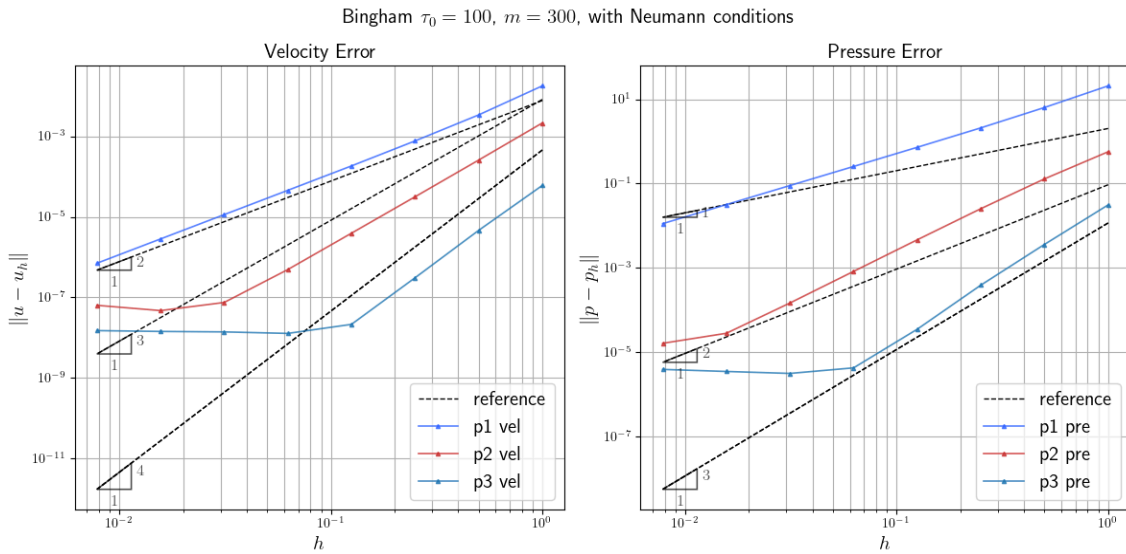 Bingham τ₀ = 100, m = 300, with Neumann conditions
Velocity Error
‖u − u_h‖
10⁻³
10⁻⁵
10⁻⁷
10⁻⁹
10⁻¹¹
2
1
3
1
4
1
reference
p1 vel
p2 vel
p3 vel
10⁻² 10⁻¹ 10⁰
h
Pressure Error
‖p − p_h‖
10¹
10⁻¹
10⁻³
10⁻⁵
10⁻⁷
1
1
2
1
3
1
reference
p1 pre
p2 pre
p3 pre
10⁻² 10⁻¹ 10⁰
h